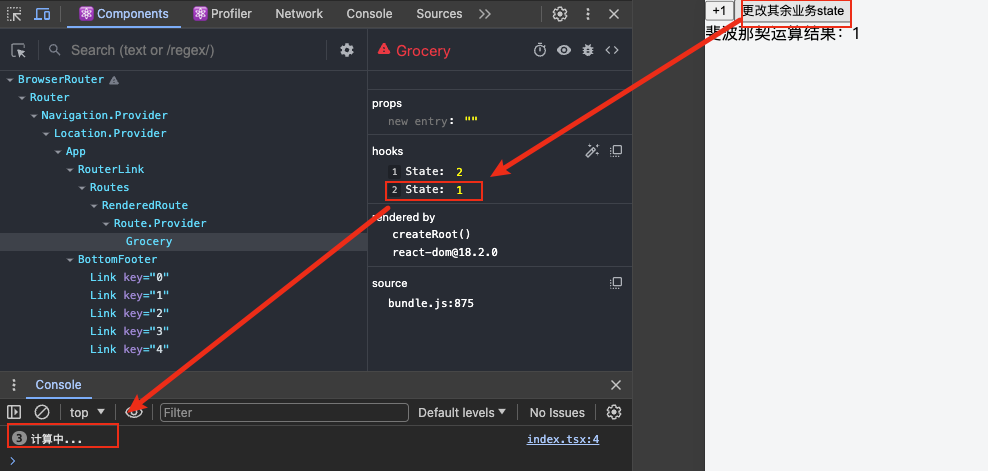 Components
Profiler
Network
Console
Sources
+1
更改其余业务state
斐波那契运算结果：1
Search (text or /regex/)
Grocery
BrowserRouter
Router
Navigation.Provider
Location.Provider
App
RouterLink
Routes
RenderedRoute
Route.Provider
Grocery
BottomFooter
Link key="0"
Link key="1"
Link key="2"
Link key="3"
Link key="4"
props
new entry: ""
hooks
1 State: 2
2 State: 1
rendered by
createRoot()
react-dom@18.2.0
source
bundle.js:875
Console
top
Filter
Default levels
No Issues
3 计算中...
index.tsx:4